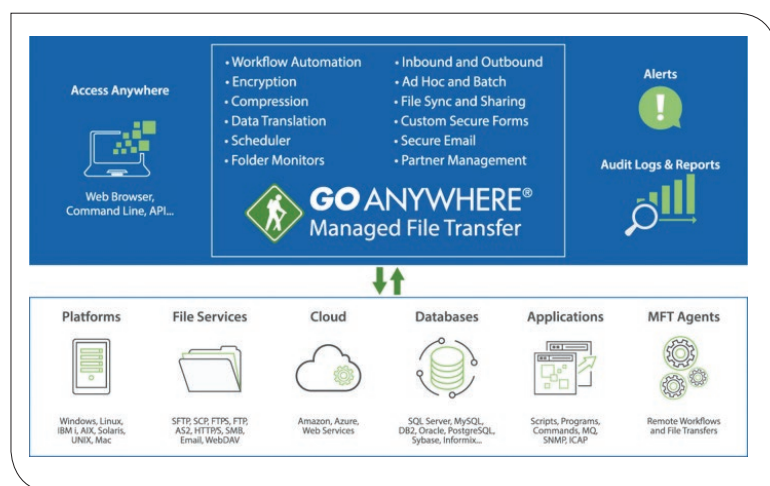 Access Anywhere
Web Browser,
Command Line, API...
• Workflow Automation
• Encryption
• Compression
• Data Translation
• Scheduler
• Folder Monitors
• Inbound and Outbound
• Ad Hoc and Batch
• File Sync and Sharing
• Custom Secure Forms
• Secure Email
• Partner Management
GO ANYWHERE®
Managed File Transfer
Alerts
!
Audit Logs & Reports
Platforms
Windows, Linux,
IBM i, AIX, Solaris,
UNIX, Mac
File Services
SFTP, SCP, FTPS, FTP,
AS2, HTTP/S, SMB,
Email, WebDAV
Cloud
Amazon, Azure,
Web Services
Databases
SQL Server, MySQL,
DB2, Oracle, PostgreSQL,
Sybase, Informix...
Applications
Scripts, Programs,
Commands, MQ,
SNMP, ICAP
MFT Agents
Remote Workflows
and File Transfers